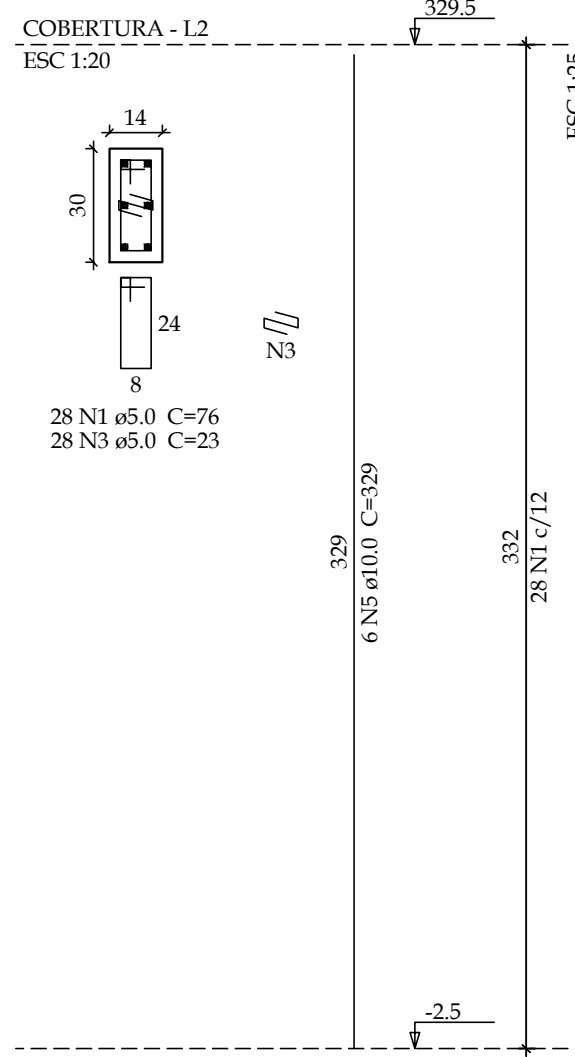 329.5
COBERTURA - L2
ESC 1:20
ESC 1:25
14
30
24
8
N3
28 N1 ø5.0 C=76
28 N3 ø5.0 C=23
329
6 N5 ø10.0 C=329
332
28 N1 c/12
-2.5